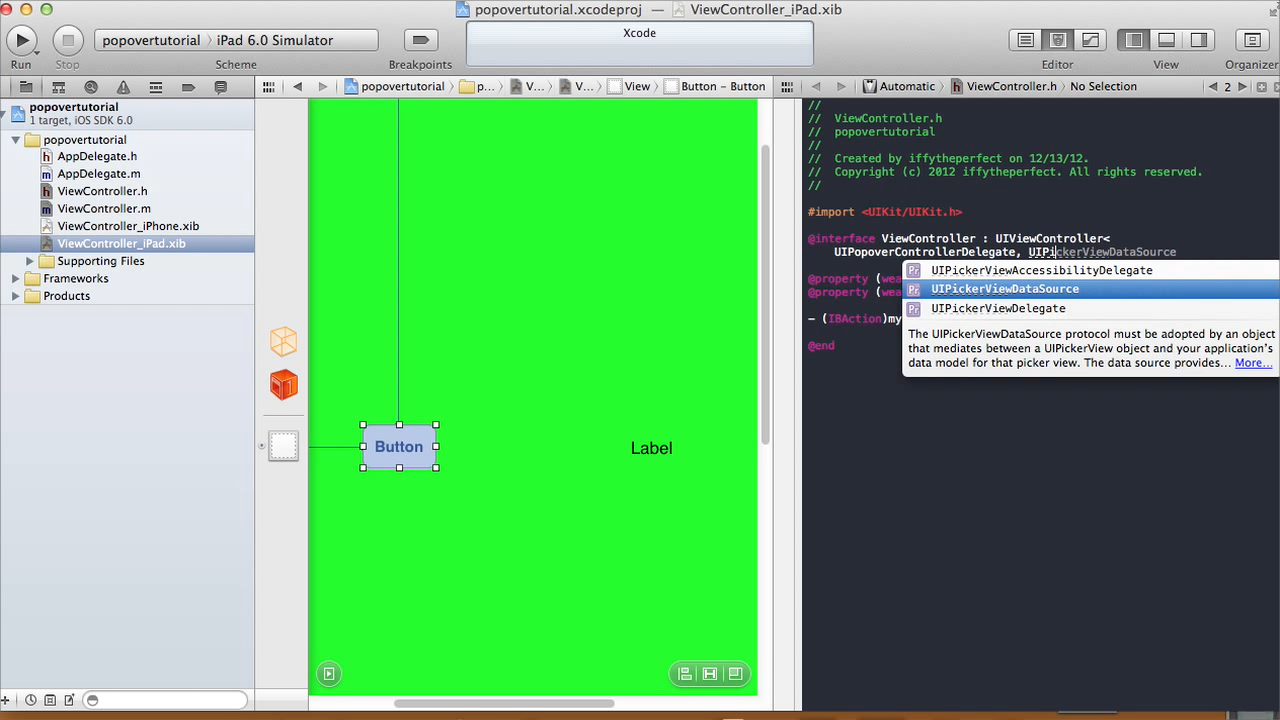 popovertutorial.xcodeproj — ViewController_iPad.xib
popovertutorial › iPad 6.0 Simulator
Xcode
Run Stop Scheme Breakpoints Editor View Organizer
popovertutorial p... V... V... View Button – Button
Automatic ViewController.h No Selection 2
popovertutorial
1 target, iOS SDK 6.0
popovertutorial
AppDelegate.h
AppDelegate.m
ViewController.h
ViewController.m
ViewController_iPhone.xib
ViewController_iPad.xib
Supporting Files
Frameworks
Products
Button
Label
//
//  ViewController.h
//  popovertutorial
//
//  Created by iffytheperfect on 12/13/12.
//  Copyright (c) 2012 iffytheperfect. All rights reserved.
//
#import <UIKit/UIKit.h>
@interface ViewController : UIViewController<
UIPopoverControllerDelegate, UIPickerViewDataSource
@property (wea
@property (wea
- (IBAction)my
@end
Pr UIPickerViewAccessibilityDelegate
Pr UIPickerViewDataSource
Pr UIPickerViewDelegate
The UIPickerViewDataSource protocol must be adopted by an object
that mediates between a UIPickerView object and your application's
data model for that picker view. The data source provides... More...